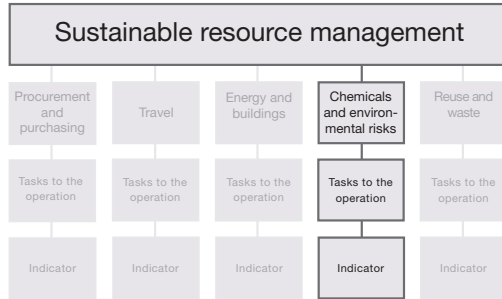 Sustainable resource management
Procurement
and
purchasing
Travel
Energy and
buildings
Chemicals
and environ-
mental risks
Reuse and
waste
Tasks to the
operation
Tasks to the
operation
Tasks to the
operation
Tasks to the
operation
Tasks to the
operation
Indicator
Indicator
Indicator
Indicator
Indicator